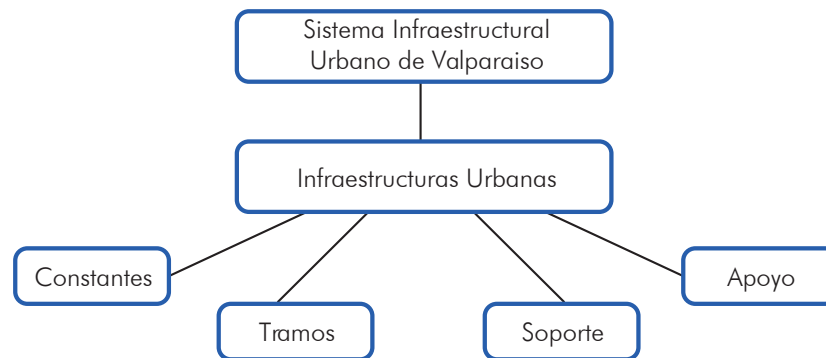 Sistema Infraestructural
Urbano de Valparaiso
Infraestructuras Urbanas
Constantes
Apoyo
Tramos
Soporte